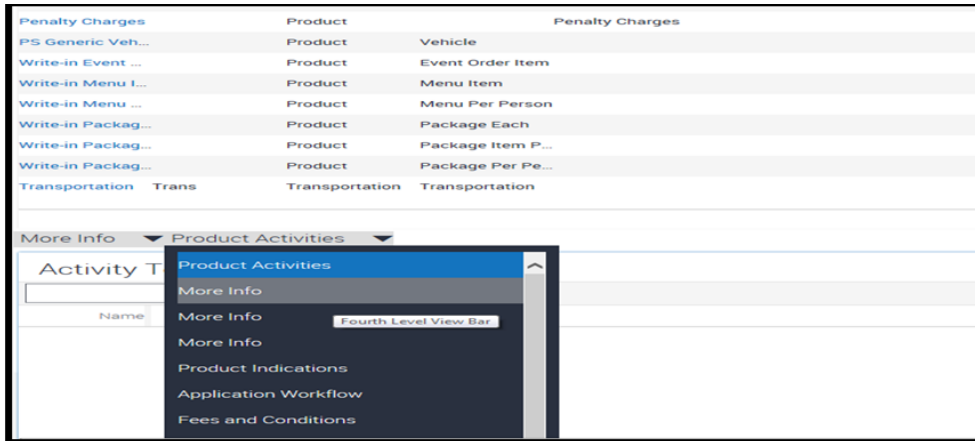 Penalty Charges Product Penalty Charges
PS Generic Veh... Product Vehicle
Write-in Event ... Product Event Order Item
Write-in Menu I... Product Menu Item
Write-in Menu ... Product Menu Per Person
Write-in Packag... Product Package Each
Write-in Packag... Product Package Item P...
Write-in Packag... Product Package Per Pe...
Transportation Trans Transportation Transportation
More Info Product Activities
Activity T
Name
Product Activities
More Info
More Info
Fourth Level View Bar
More Info
Product Indications
Application Workflow
Fees and Conditions